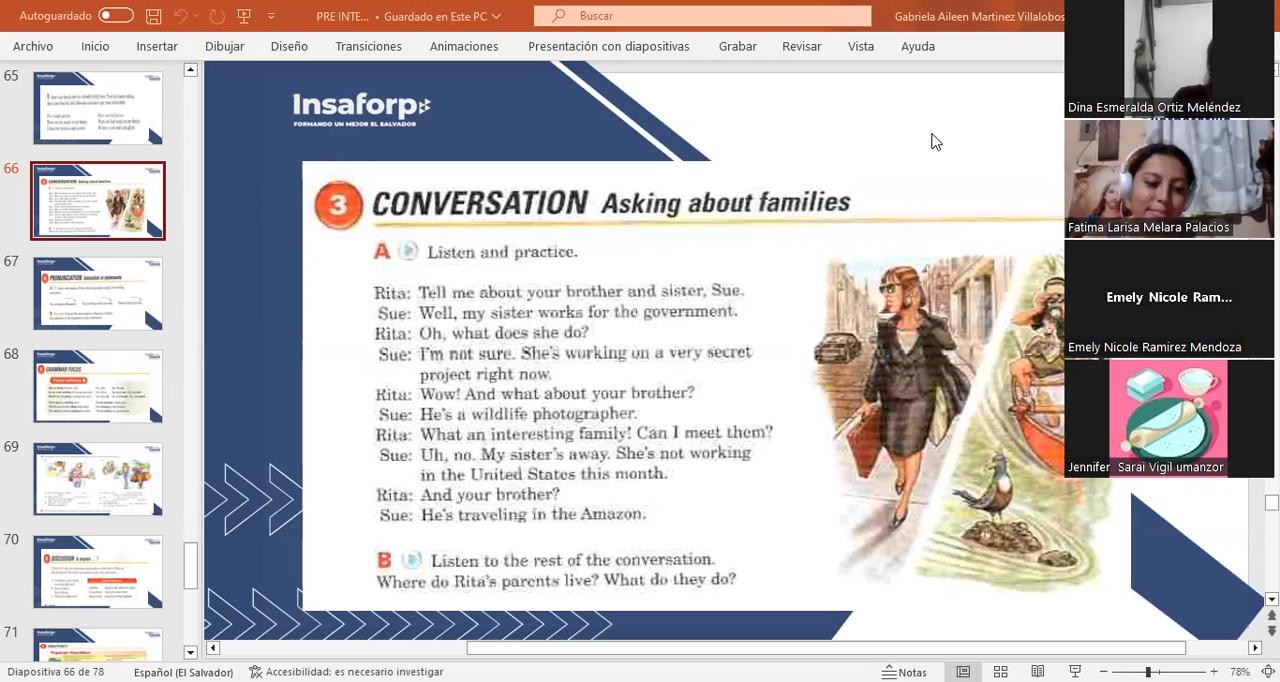 Autoguardado
PRE INTE... • Guardado en Este PC
Buscar
Gabriela Aileen Martinez Villalobos
Archivo
Inicio
Insertar
Dibujar
Diseño
Transiciones
Animaciones
Presentación con diapositivas
Grabar
Revisar
Vista
Ayuda
65
66
67
68
69
70
71
Insaforp
FORMANDO UN MEJOR EL SALVADOR
3 CONVERSATION Asking about families
A Listen and practice.
Rita: Tell me about your brother and sister, Sue.
Sue: Well, my sister works for the government.
Rita: Oh, what does she do?
Sue: I'm not sure. She's working on a very secret
project right now.
Rita: Wow! And what about your brother?
Sue: He's a wildlife photographer.
Rita: What an interesting family! Can I meet them?
Sue: Uh, no. My sister's away. She's not working
in the United States this month.
Rita: And your brother?
Sue: He's traveling in the Amazon.
B Listen to the rest of the conversation.
Where do Rita's parents live? What do they do?
Dina Esmeralda Ortíz Meléndez
Fatima Larisa Melara Palacios
Emely Nicole Ram...
Emely Nicole Ramirez Mendoza
Jennifer Sarai Vigil umanzor
Diapositiva 66 de 78
Español (El Salvador)
Accesibilidad: es necesario investigar
Notas
78%